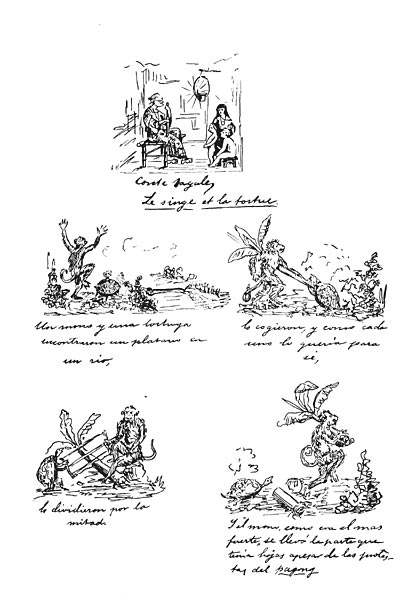 Conte Tagalog
Le singe et la tortue
Un mono y una tortuga
encontraron un platano en
un rio,
lo cogieron, y como cada
uno lo queria para
si,
lo dividieron por la
mitad.
Y el mono, como era el mas
fuerte, se llevó la parte que
tenia hojas apesar de las protes-
tas del pagong